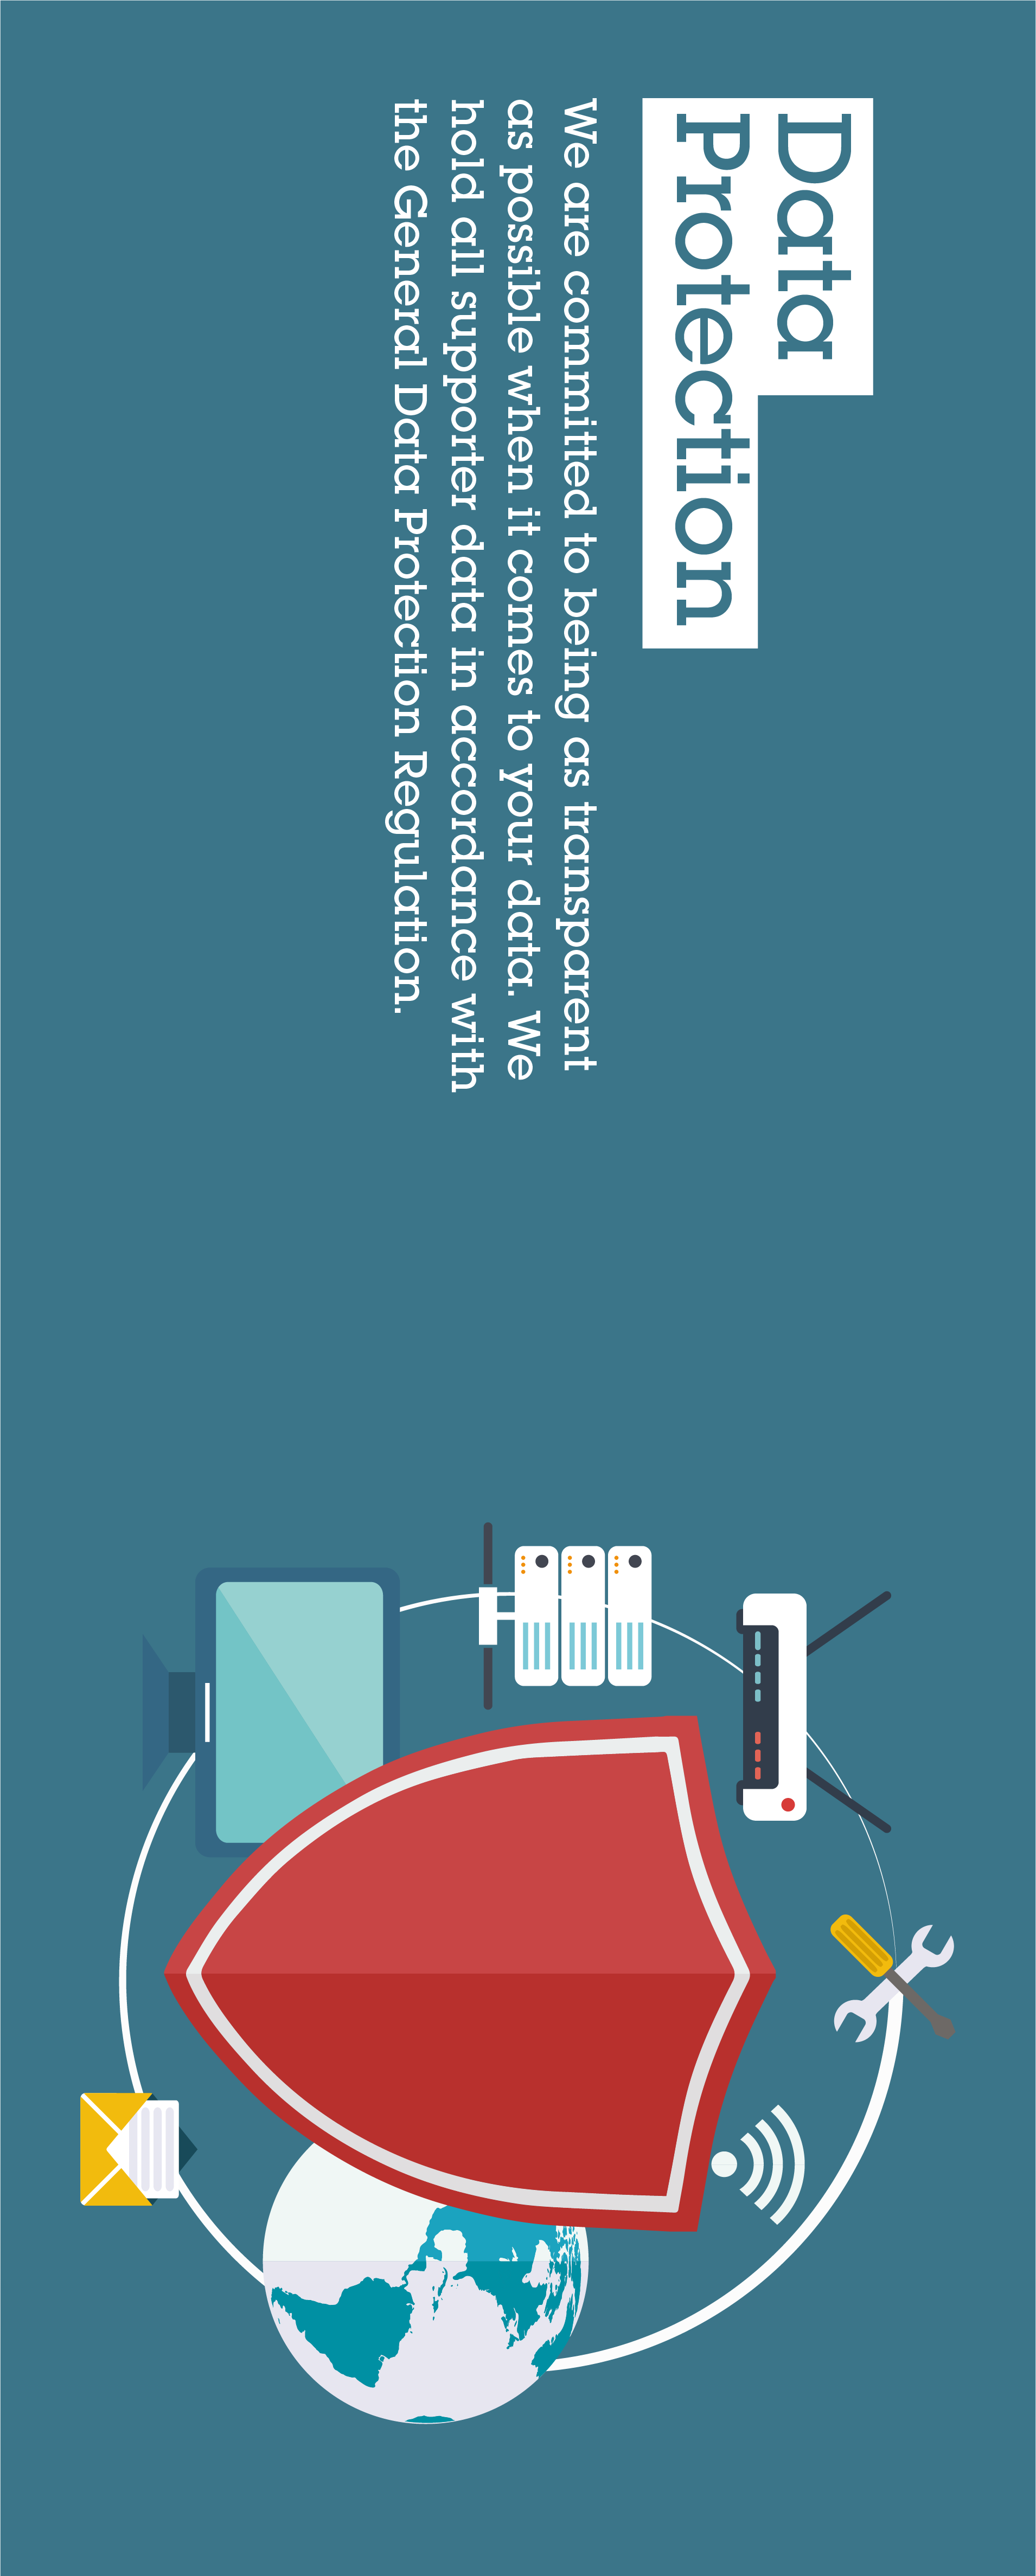 Data
Protection
We are committed to being as transparent
as possible when it comes to your data. We
hold all supporter data in accordance with
the General Data Protection Regulation.